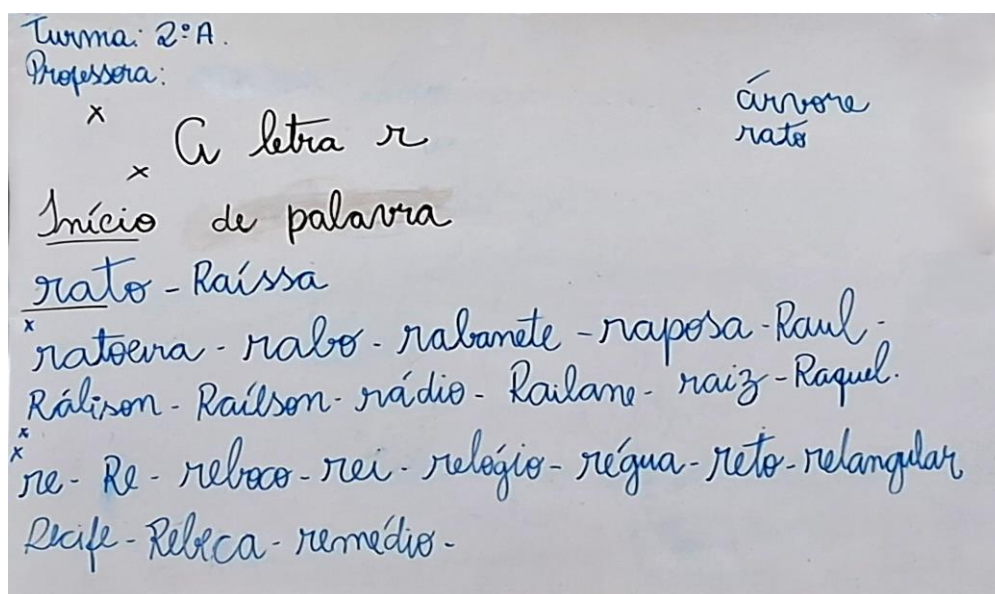 Turma: 2º A.
Professora:
árvore
rato
x
A letra r
x
Início de palavra
rato - Raíssa
x
ratoeira - rabo - rabanete - raposa - Raul -
Rálison - Raílson - rádio - Railane - raiz - Raquel.
x
x
re - Re - reboco - rei - relógio - régua - reto - retangular
Recife - Rebeca - remédio -